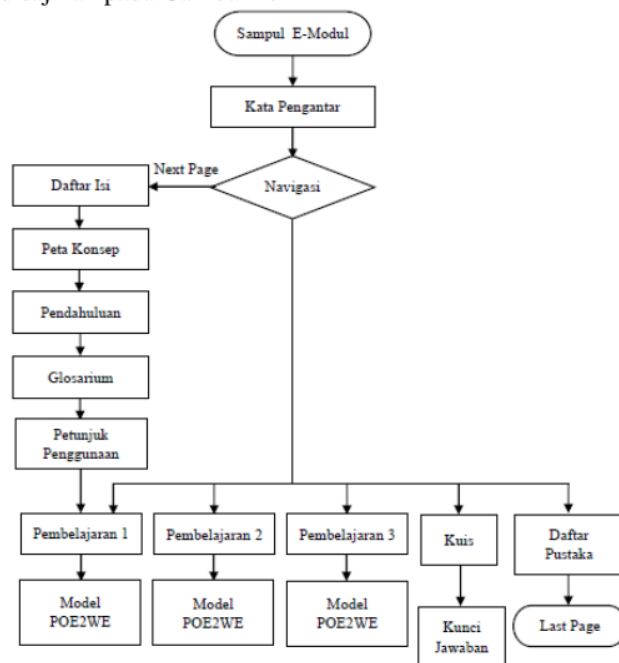 Sampul E-Modul
Kata Pengantar
Next Page
Navigasi
Daftar Isi
Peta Konsep
Pendahuluan
Glosarium
Petunjuk
Penggunaan
Pembelajaran 1
Pembelajaran 2
Pembelajaran 3
Kuis
Daftar
Pustaka
Model
POE2WE
Model
POE2WE
Model
POE2WE
Kunci
Jawaban
Last Page